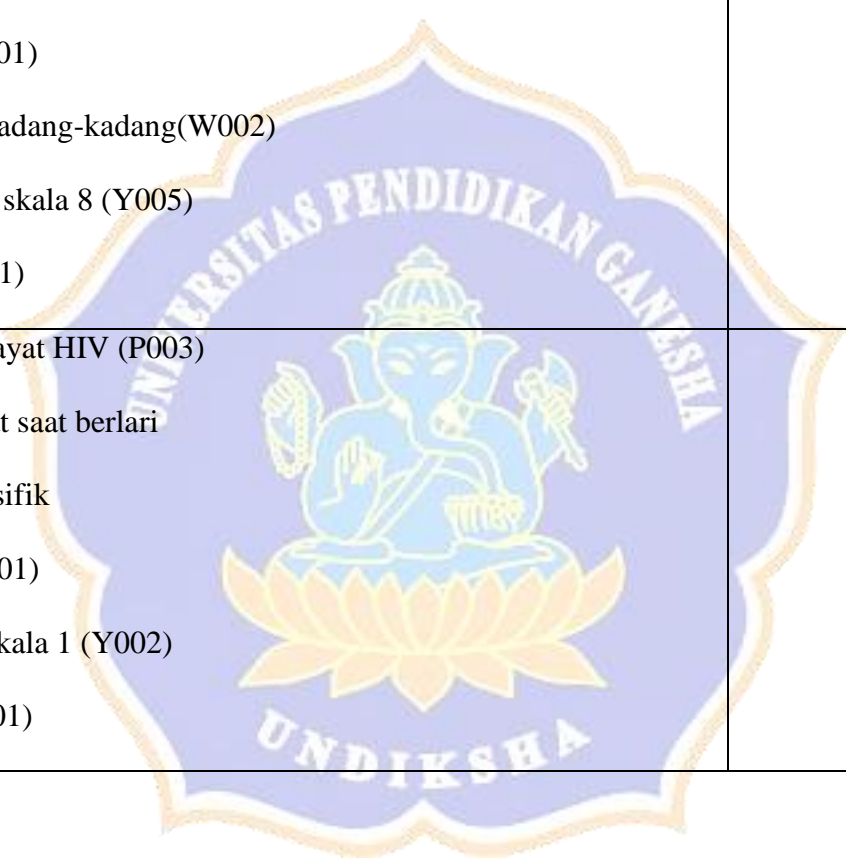 01)
adang-kadang(W002)
skala 8 (Y005)
1)
UNIVERSITAS PENDIDIKAN GANESHA
ayat HIV (P003)
t saat berlari
sifik
01)
kala 1 (Y002)
01)
UNDIKSHA